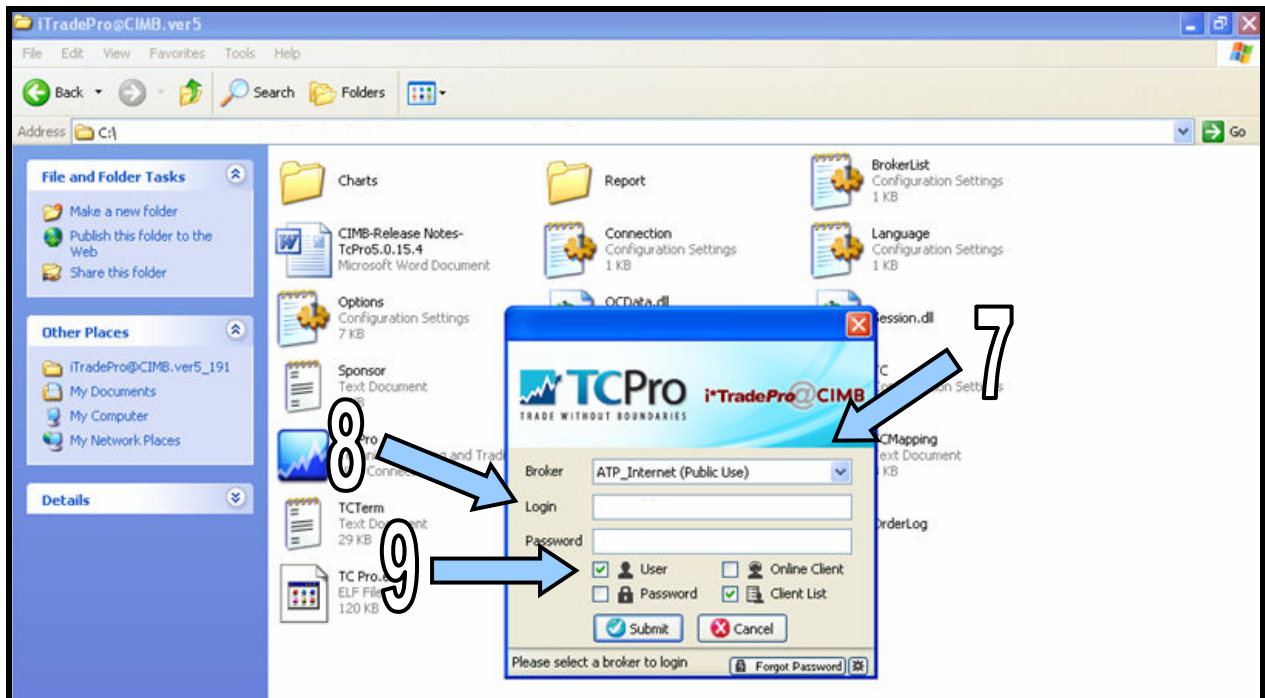 iTradePro@CIMB.ver5
File Edit View Favorites Tools Help
Back Search Folders
Address C:\ Go
File and Folder Tasks
Make a new folder
Publish this folder to the
Web
Share this folder
Other Places
iTradePro@CIMB.ver5_191
My Documents
My Computer
My Network Places
Details
Charts
Report
BrokerList
Configuration Settings
1 KB
CIMB-Release Notes-
TcPro5.0.15.4
Microsoft Word Document
Connection
Configuration Settings
1 KB
Language
Configuration Settings
1 KB
Options
Configuration Settings
7 KB
OCData.dll
Session.dll
Sponsor
Text Document
TCTerm
Text Document
29 KB
TC Pro.e
ELF File
120 KB
CMapping
Text Document
KB
OrderLog
7
8
9
TCPro
TRADE WITHOUT BOUNDARIES
i*TradePro@CIMB
Broker ATP_Internet (Public Use)
Login
Password
User Online Client
Password Client List
Submit Cancel
Please select a broker to login Forgot Password